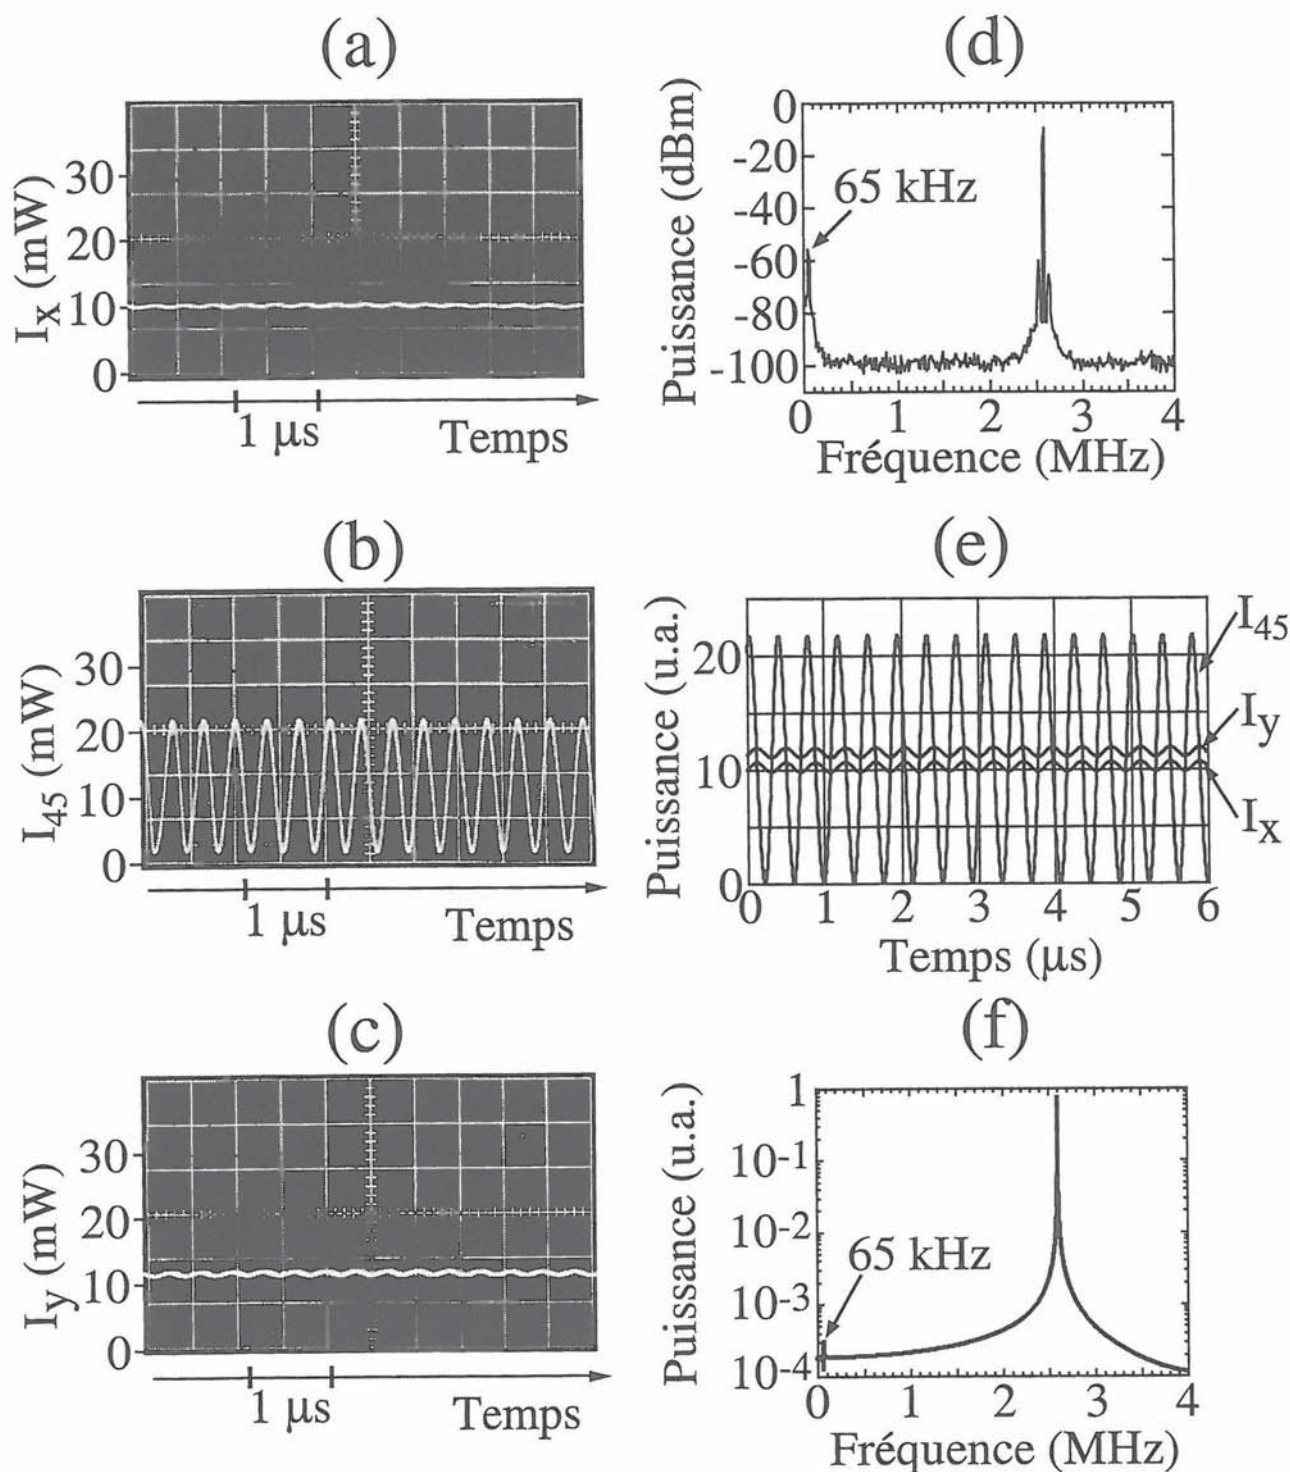 (a)
30
20
10
0
I_x (mW)
1 μs
Temps
(d)
0
-20
-40
-60
-80
-100
Puissance (dBm)
65 kHz
0 1 2 3 4
Fréquence (MHz)
(b)
30
20
10
0
I_45 (mW)
1 μs
Temps
(e)
20
10
0
Puissance (u.a.)
I_45
I_y
I_x
0 1 2 3 4 5 6
Temps (μs)
(c)
30
20
10
0
I_y (mW)
1 μs
Temps
(f)
1
10^-1
10^-2
10^-3
10^-4
Puissance (u.a.)
65 kHz
0 1 2 3 4
Fréquence (MHz)